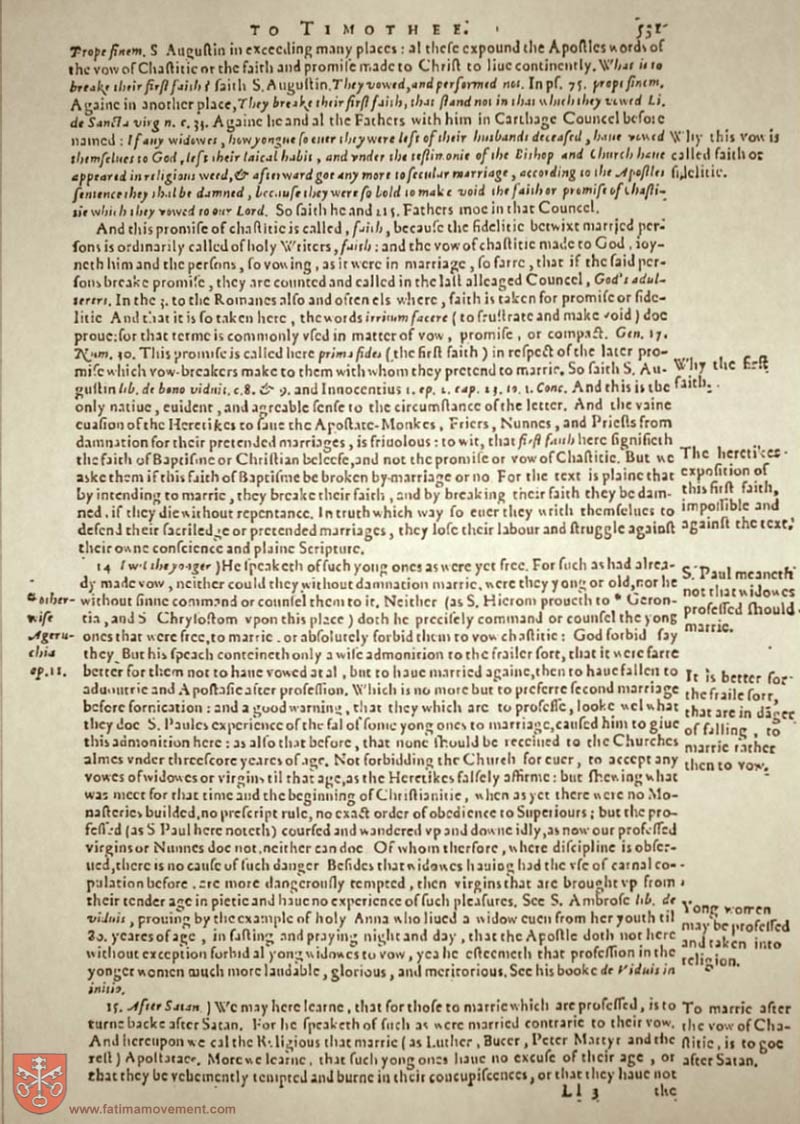 TO TIMOTHEE.
531
Prope finem. S Augustin in exceeding many places: al these expound the Apostles words of
the vow of Chastitie or the faith and promise made to Christ to liue continently. What is to
breake their first faith? saith S. Augustin. They vowed, and performed not. In ps. 75. prope finem.
Againe in another place, They breake their first faith, that stand not in that which they vowed Li.
de Sancta virg n. c. 33. Againe he and al the Fathers with him in Carthage Councel before
named: If any widowes, how yongue so euer they were left of their husbands deceased, haue vowed
themselues to God, left their laical habit, and vnder the testimonie of the Bishop and Church haue
appeared in religious weed, & afterward goe any more to secular marriage, according to the Apostles
sentence they shal be damned, because they were so bold to make void the faith or promise of chasti-
tie which they vowed to our Lord. So saith he and 215. Fathers moe in that Councel.
Why this vow is
called faith or
fidelitie.
And this promise of chastitie is called, faith, because the fidelitie betwixt married per-
sons is ordinarily called of holy Writers, faith: and the vow of chastitie made to God, ioy-
neth him and the persons, so vowing, as it were in marriage, so farre, that if the said per-
sons breake promise, they are counted and called in the last alleaged Councel, God's adul-
terers. In the 3. to the Romanes also and often els where, faith is taken for promise or fide-
litie And that it is so taken here, the words irritum facere (to frustrate and make void) doe
proue: for that terme is commonly vsed in matter of vow, promise, or compact. Gen. 17.
Num. 30. This promise is called here prima fides (the first faith) in respect of the later pro-
mise which vow-breakers make to them with whom they pretend to marrie. So saith S. Au-
gustin lib. de bono viduit. c. 8. & 9. and Innocentius 1. ep. 2. cap. 13. to. 1. Conc. And this is the
only natiue, euident, and agreable sense to the circumstance of the letter. And the vaine
euasion of the Heretikes to saue the Apostate-Monkes, Friers, Nunnes, and Priests from
damnation for their pretended marriages, is friuolous: to wit, that first faith here signifieth
the faith of Baptisme or Christian beleefe, and not the promise or vow of Chastitie. But we
aske them if this faith of Baptisme be broken by marriage or no. For the text is plaine that
by intending to marrie, they breake their faith, and by breaking their faith they be dam-
ned, if they die without repentance. In truth which way so euer they writh themselues to
defend their sacriledge or pretended marriages, they lose their labour and struggle against
their owne conscience and plaine Scripture.
Why the first
faith.
The heretikes
exposition of
this first faith,
impossible and
against the text.
14 I wil the yonger) He speaketh of such yong ones as were yet free. For such as had alrea-
dy made vow, neither could they without damnation marrie, were they yong or old, nor he
without sinne command or counsel them to it. Neither (as S. Hierom proueth to * Geron-
tia, and S Chrysostom vpon this place) doth he precisely command or counsel the yong
ones that were free, to marrie, or absolutely forbid them to vow chastitie: God forbid say
they. But his speach conteineth only a wise admonition to the frailer sort, that it were farre
better for them not to haue vowed at al, but to haue married againe, then to haue fallen to
aduoutrie and Apostasie after profession. Which is no more but to preferre second marriage
before fornication: and a good warning, that they which are to professe, looke wel what
they doe S. Paules experience of the fal of some yong ones to marriage, caused him to giue
this admonition here: as also that before, that none should be receiued to the Churches
almes vnder threescore yeares of age. Not forbidding the Church for euer, to accept any
vowes of widowes or virgins til that age, as the Heretikes falsely affirme: but shewing what
was meet for that time and the beginning of Christianitie, when as yet there were no Mo-
nasteries builded, no prescript rule, no exact order of obedience to Superiours; but the pro-
fessed (as S Paul here noteth) coursed and wandered vp and downe idly, as now our professed
virgins or Nunnes doe not, neither can doe Of whom therfore, where discipline is obser-
ued, there is no cause of such danger Besides that widowes hauing had the vse of carnal co-
pulation before, are more dangerously tempted, then virgins that are brought vp from
their tender age in pietie and haue no experience of such pleasures. See S. Ambrose lib. de
viduis, prouing by the example of holy Anna who liued a widow euen from her youth til
80. yeares of age, in fasting and praying night and day, that the Apostle doth not here
without exception forbid al yong widowes to vow, yea he esteemeth that profession in the
yonger women much more laudable, glorious, and meritorious. See his booke de Viduis in
initio.
* other-
wise
Ageru-
chia
ep. 11.
S. Paul meaneth
not that widowes
professed should
marrie.
It is better for
the fraile sort,
that are in dãger
of falling, to
marrie rather
then to vow.
Yong women
may be professed
and taken into
religion.
15. After Satan.) We may here learne, that for those to marrie which are professed, is to
turne backe after Satan. For he speaketh of such as were married contrarie to their vow.
And hereupon we cal the Religious that marrie (as Luther, Bucer, Peter Martyr and the
rest) Apostataes. More we learne, that such yong ones haue no excuse of their age, or
that they be vehemently tempted and burne in their concupiscences, or that they haue not
To marrie after
the vow of Cha-
stitie, is to goe
after Satan.
Ll 3
the
www.fatimamovement.com